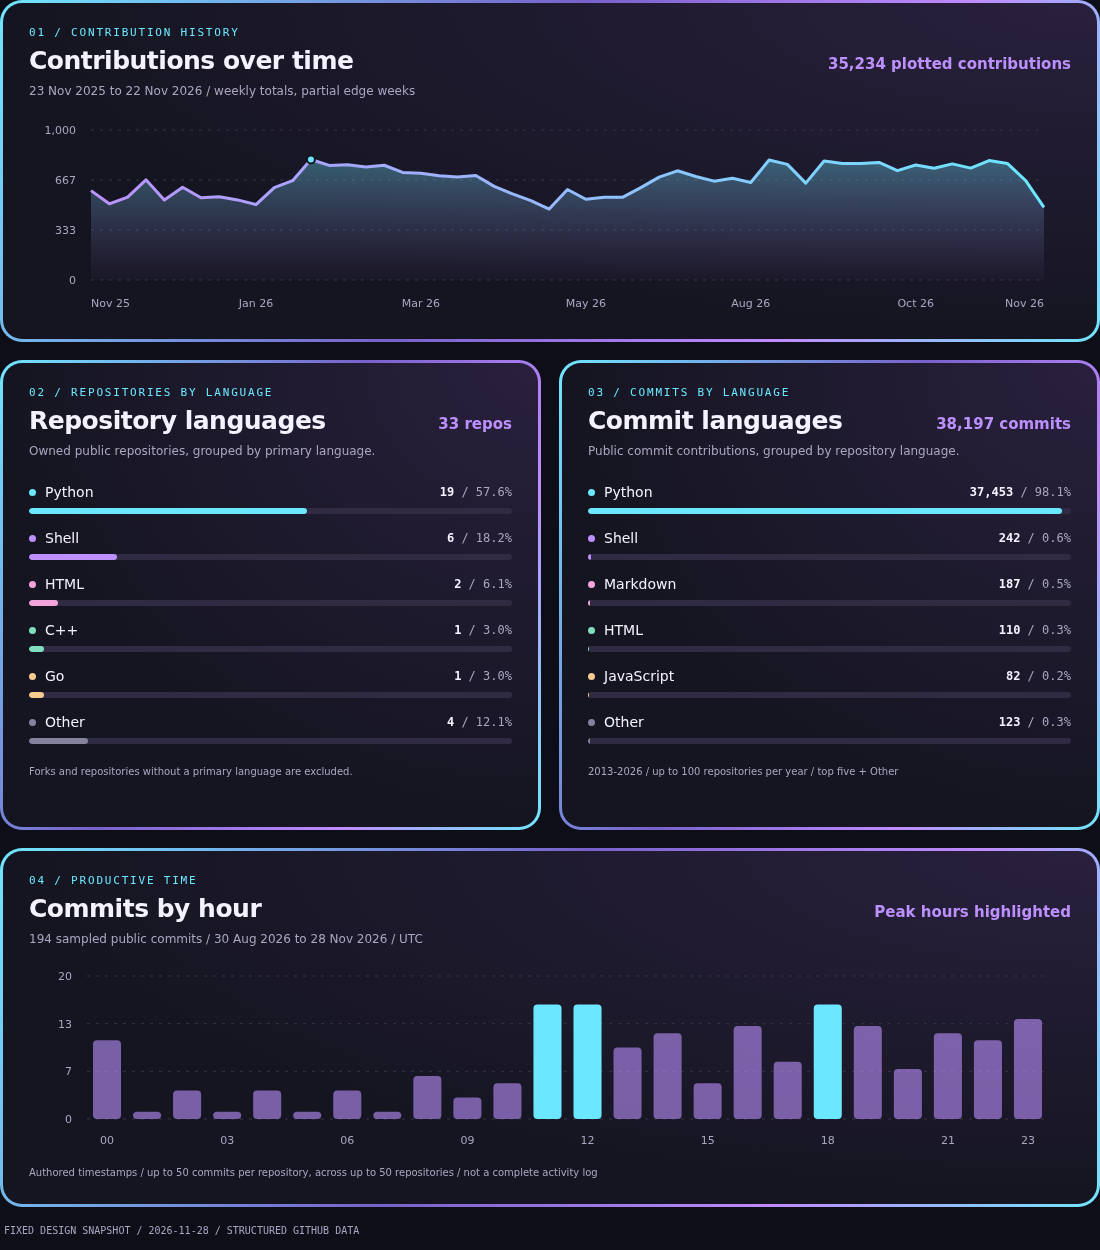 01 / CONTRIBUTION HISTORY
Contributions over time
35,234 plotted contributions
23 Nov 2025 to 22 Nov 2026 / weekly totals, partial edge weeks
1,000
667
333
0
Nov 25 Jan 26 Mar 26 May 26 Aug 26 Oct 26 Nov 26
02 / REPOSITORIES BY LANGUAGE
Repository languages
33 repos
Owned public repositories, grouped by primary language.
Python 19 / 57.6%
Shell 6 / 18.2%
HTML 2 / 6.1%
C++ 1 / 3.0%
Go 1 / 3.0%
Other 4 / 12.1%
Forks and repositories without a primary language are excluded.
03 / COMMITS BY LANGUAGE
Commit languages
38,197 commits
Public commit contributions, grouped by repository language.
Python 37,453 / 98.1%
Shell 242 / 0.6%
Markdown 187 / 0.5%
HTML 110 / 0.3%
JavaScript 82 / 0.2%
Other 123 / 0.3%
2013-2026 / up to 100 repositories per year / top five + Other
04 / PRODUCTIVE TIME
Commits by hour
Peak hours highlighted
194 sampled public commits / 30 Aug 2026 to 28 Nov 2026 / UTC
20
13
7
0
00 03 06 09 12 15 18 21 23
Authored timestamps / up to 50 commits per repository, across up to 50 repositories / not a complete activity log
FIXED DESIGN SNAPSHOT / 2026-11-28 / STRUCTURED GITHUB DATA